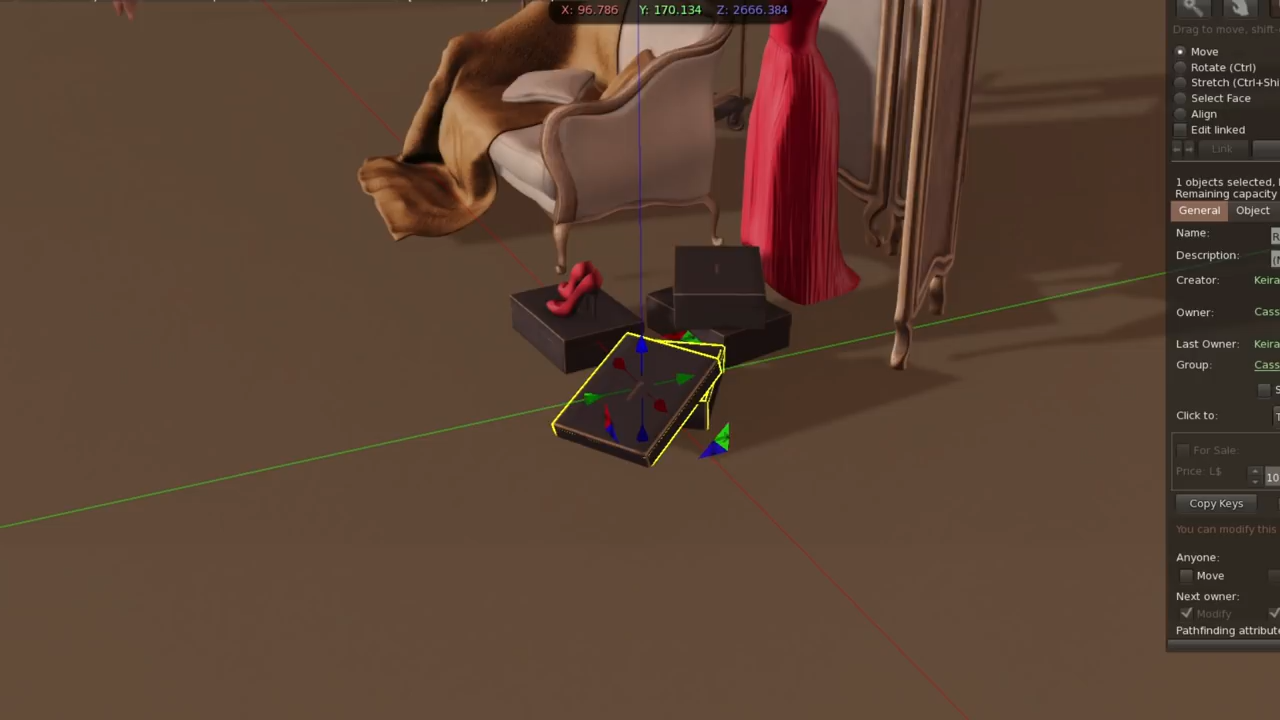 X: 96.786 Y: 170.134 Z: 2666.384
Drag to move, shift-
Move
Rotate (Ctrl)
Stretch (Ctrl+Shi
Select Face
Align
Edit linked
Link
1 objects selected,
Remaining capacity
General Object
Name:
Description:
Creator: Keira
Owner: Cass
Last Owner: Keira
Group: Cass
Click to:
For Sale:
Price: L$ 10
Copy Keys
You can modify this
Anyone:
Move
Next owner:
Modify
Pathfinding attribute